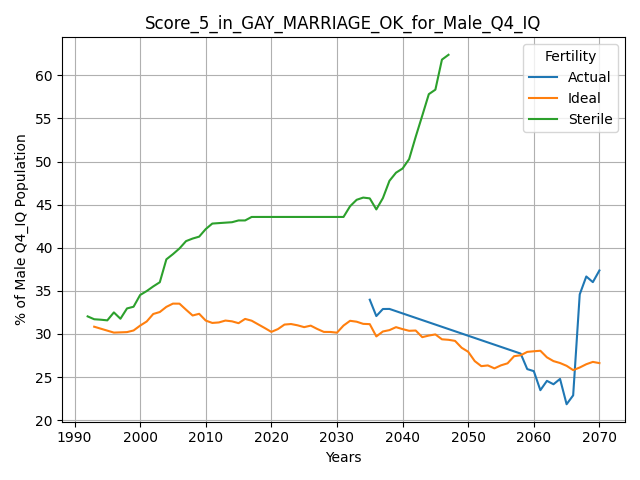 Score_5_in_GAY_MARRIAGE_OK_for_Male_Q4_IQ
Fertility
Actual
Ideal
Sterile
% of Male Q4_IQ Population
60
55
50
45
40
35
30
25
20
1990
2000
2010
2020
2030
2040
2050
2060
2070
Years